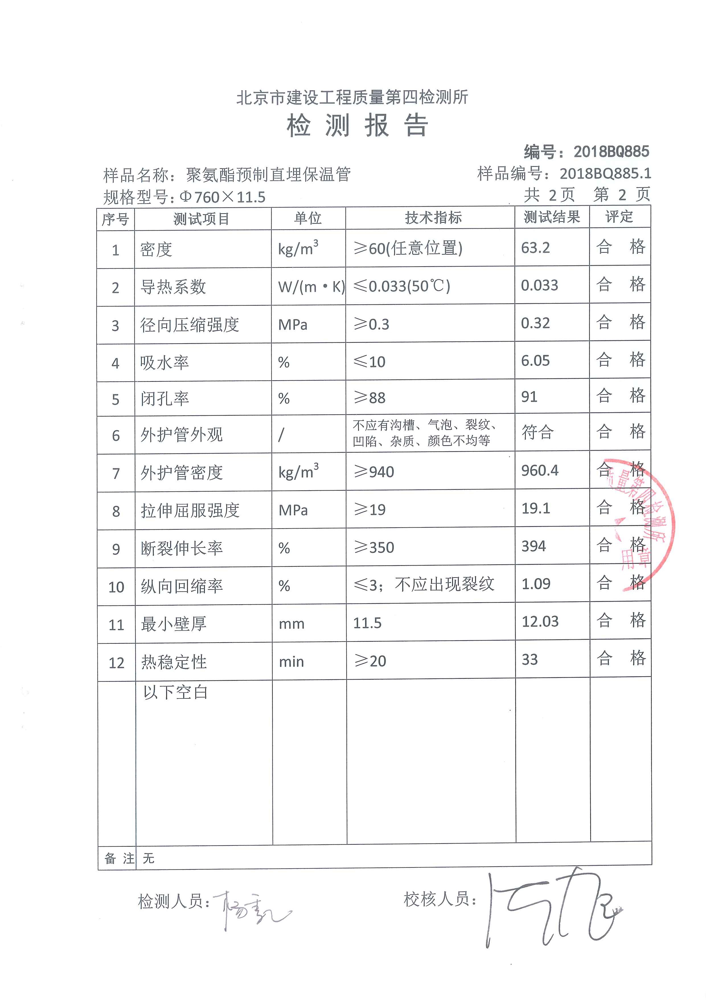 北京市建设工程质量第四检测所
检 测 报 告
编号：2018BQ885
样品名称：聚氨酯预制直埋保温管 样品编号：2018BQ885.1
规格型号：Φ760×11.5 共 2页 第 2 页
序号 测试项目 单位 技术指标 测试结果 评定
1 密度 kg/m³ ≥60(任意位置) 63.2 合 格
2 导热系数 W/(m·K) ≤0.033(50℃) 0.033 合 格
3 径向压缩强度 MPa ≥0.3 0.32 合 格
4 吸水率 % ≤10 6.05 合 格
5 闭孔率 % ≥88 91 合 格
6 外护管外观 / 不应有沟槽、气泡、裂纹、
凹陷、杂质、颜色不均等 符合 合 格
7 外护管密度 kg/m³ ≥940 960.4 合 格
8 拉伸屈服强度 MPa ≥19 19.1 合 格
9 断裂伸长率 % ≥350 394 合 格
10 纵向回缩率 % ≤3；不应出现裂纹 1.09 合 格
11 最小壁厚 mm 11.5 12.03 合 格
12 热稳定性 min ≥20 33 合 格
以下空白
备 注 无
量第四检测所
用章
检测人员： 校核人员：